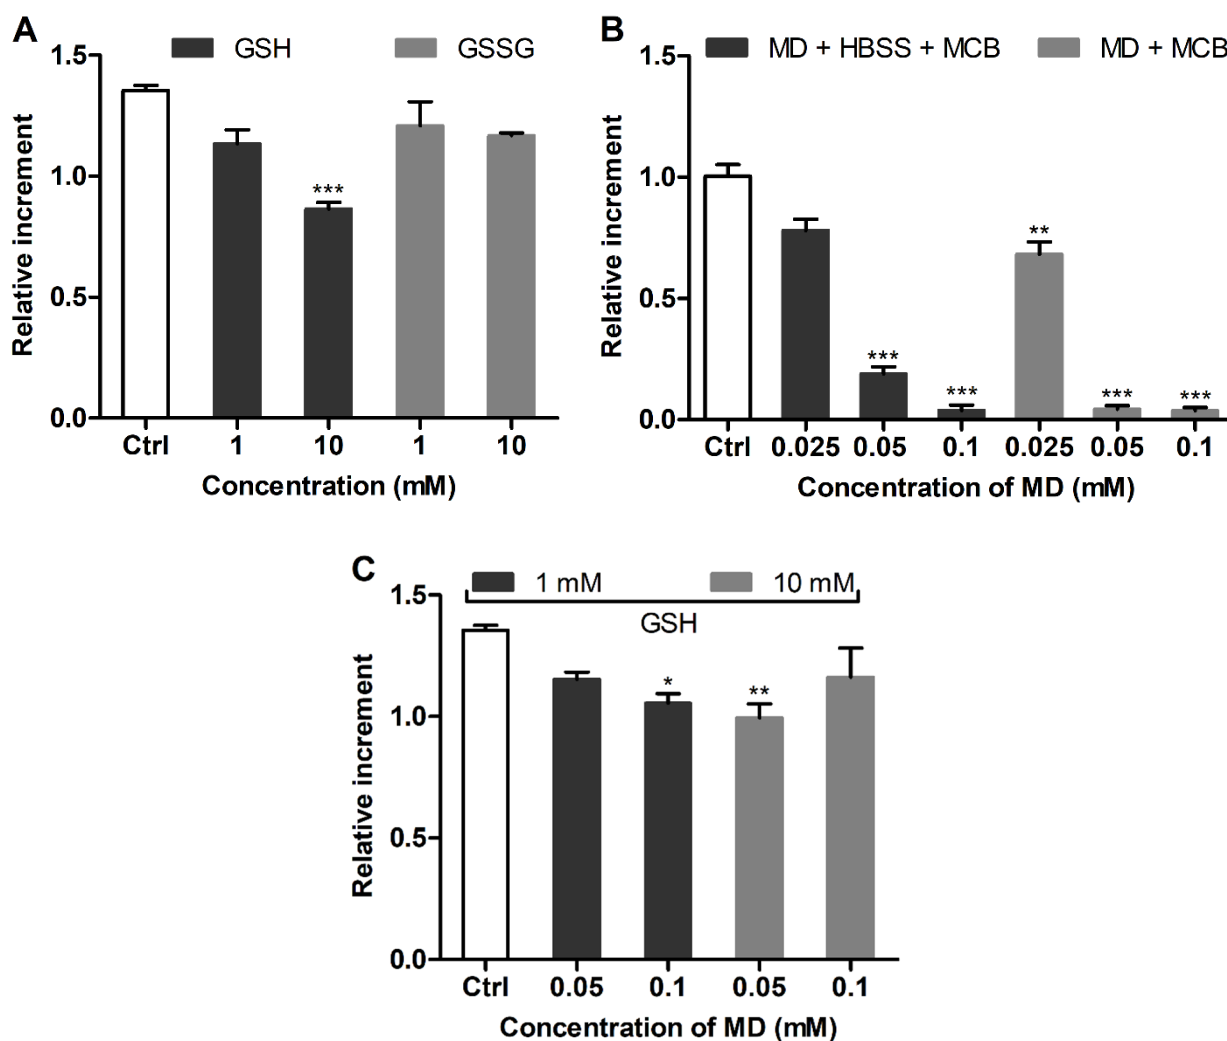 A
GSH GSSG
Relative increment
1.5
1.0
0.5
0.0
***
Ctrl 1 10 1 10
Concentration (mM)
B
MD + HBSS + MCB MD + MCB
Relative increment
1.5
1.0
0.5
0.0
*** *** ** *** ***
Ctrl 0.025 0.05 0.1 0.025 0.05 0.1
Concentration of MD (mM)
C
1 mM 10 mM
GSH
Relative increment
1.5
1.0
0.5
0.0
* **
Ctrl 0.05 0.1 0.05 0.1
Concentration of MD (mM)